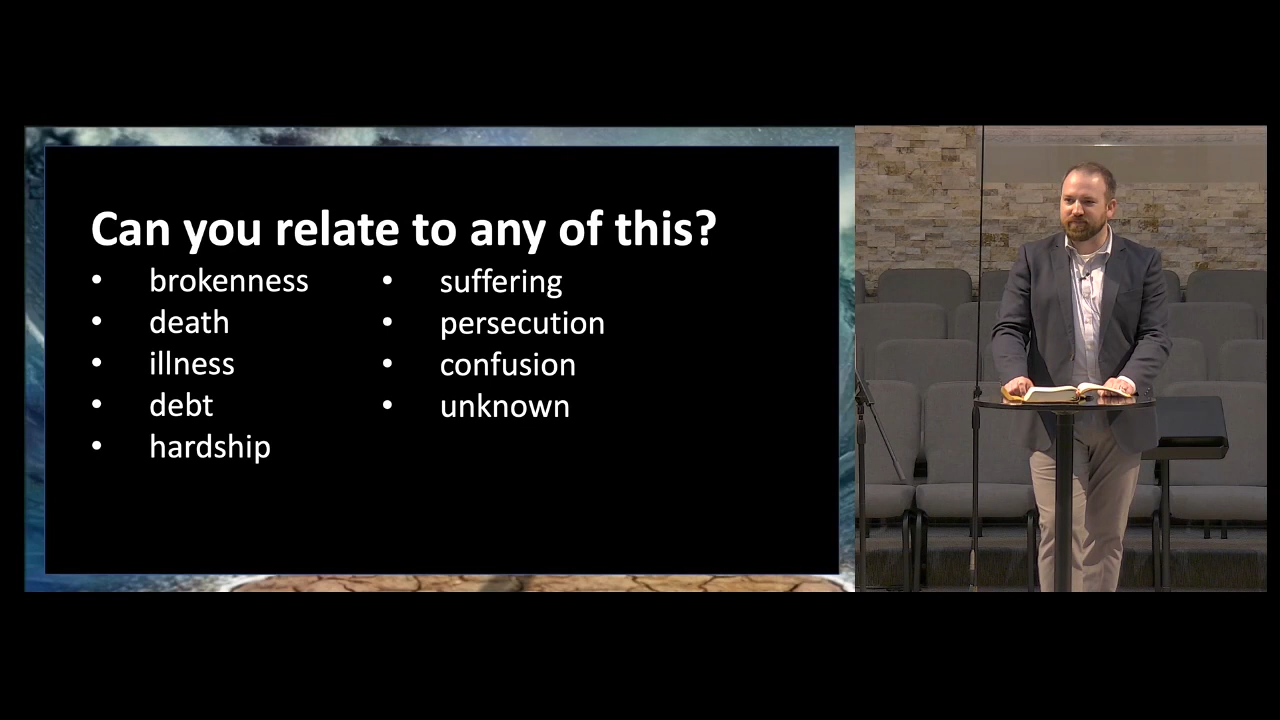 Can you relate to any of this?
• brokenness
• death
• illness
• debt
• hardship
• suffering
• persecution
• confusion
• unknown